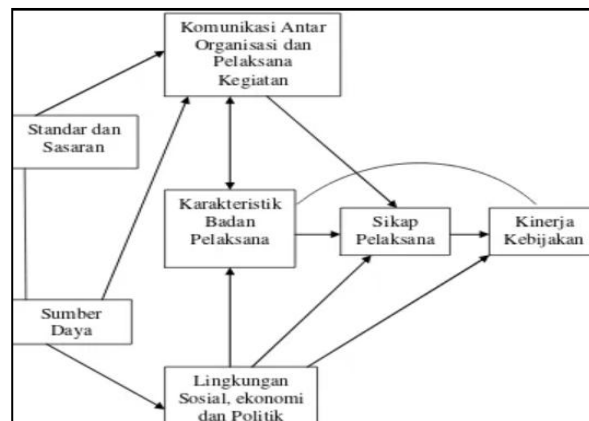 Komunikasi Antar
Organisasi dan
Pelaksana
Kegiatan
Standar dan
Sasaran
Karakteristik
Badan
Pelaksana
Sikap
Pelaksana
Kinerja
Kebijakan
Sumber
Daya
Lingkungan
Sosial, ekonomi
dan Politik